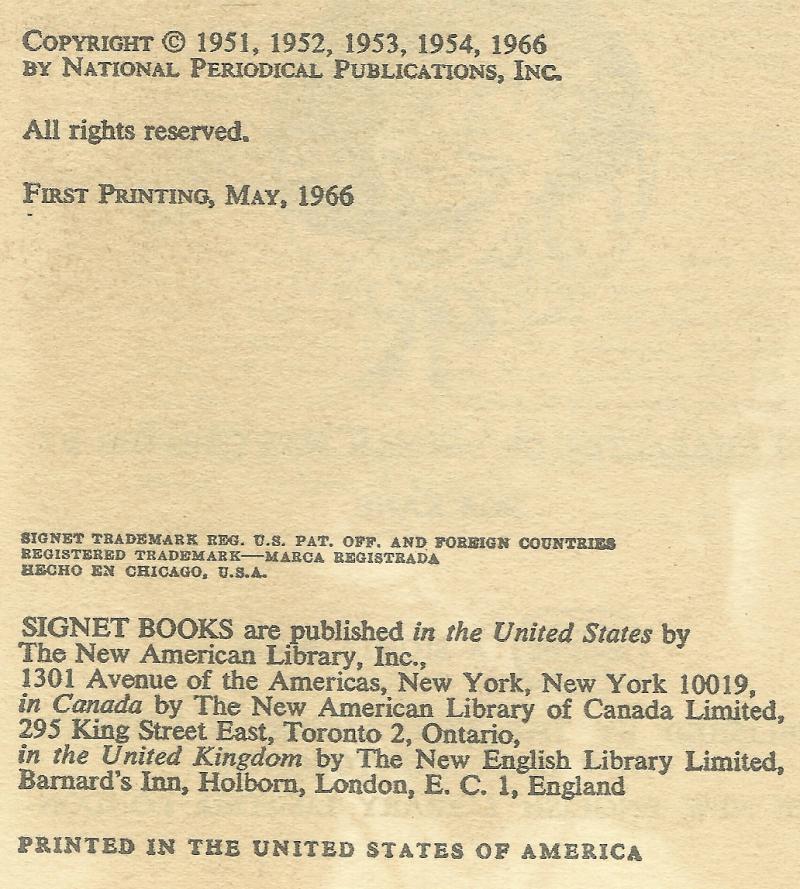 COPYRIGHT © 1951, 1952, 1953, 1954, 1966
BY NATIONAL PERIODICAL PUBLICATIONS, INC.
All rights reserved.
FIRST PRINTING, MAY, 1966
SIGNET TRADEMARK REG. U.S. PAT. OFF. AND FOREIGN COUNTRIES
REGISTERED TRADEMARK—MARCA REGISTRADA
HECHO EN CHICAGO, U.S.A.
SIGNET BOOKS are published in the United States by
The New American Library, Inc.,
1301 Avenue of the Americas, New York, New York 10019,
in Canada by The New American Library of Canada Limited,
295 King Street East, Toronto 2, Ontario,
in the United Kingdom by The New English Library Limited,
Barnard's Inn, Holborn, London, E. C. 1, England
PRINTED IN THE UNITED STATES OF AMERICA